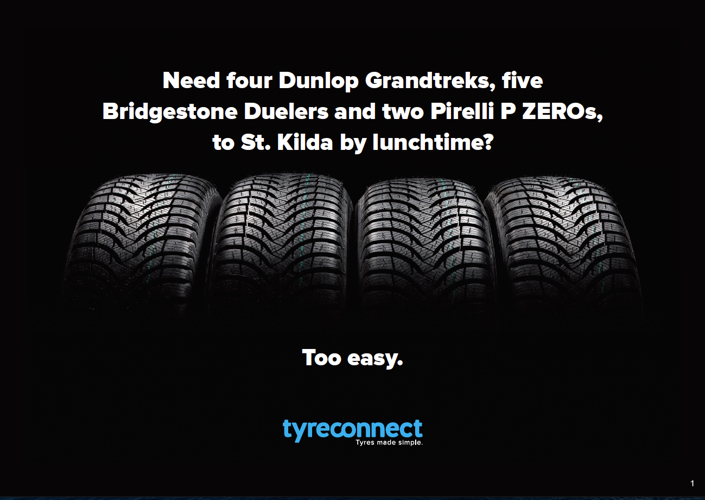 Need four Dunlop Grandtreks, five
Bridgestone Duelers and two Pirelli P ZEROs,
to St. Kilda by lunchtime?
Too easy.
tyreconnect
Tyres made simple.
1